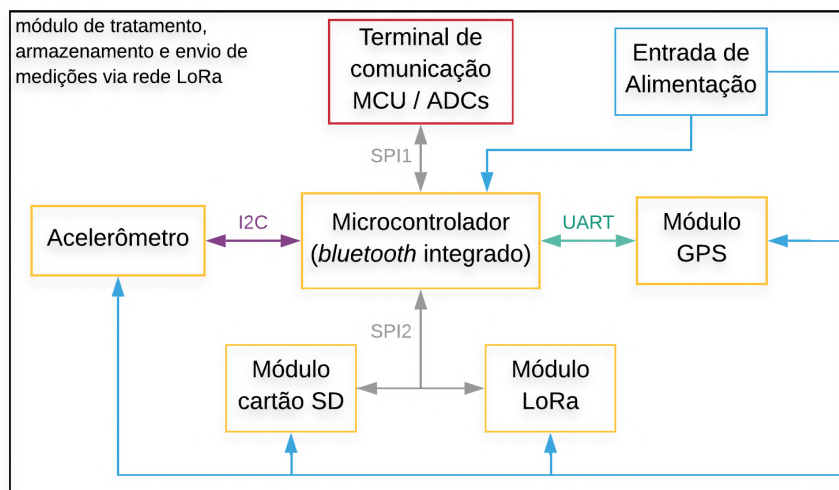 módulo de tratamento,
armazenamento e envio de
medições via rede LoRa
Terminal de
comunicação
MCU / ADCs
Entrada de
Alimentação
SPI1
Acelerômetro
I2C
Microcontrolador
(bluetooth integrado)
UART
Módulo
GPS
SPI2
Módulo
cartão SD
Módulo
LoRa